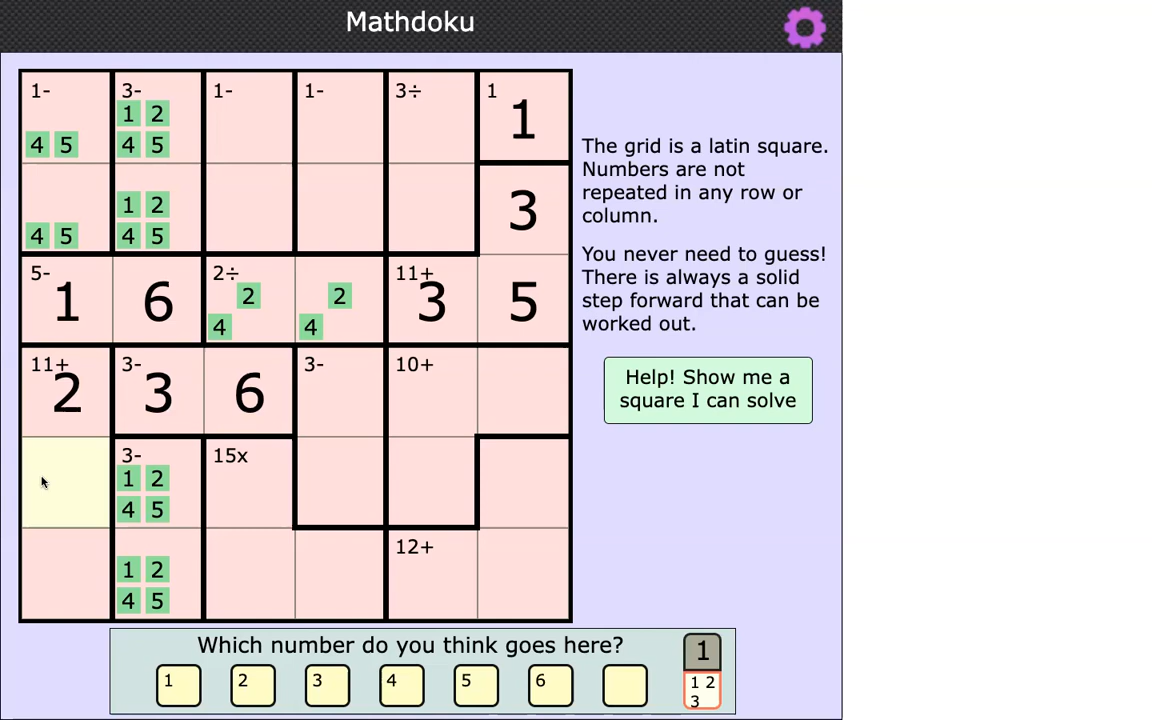 Mathdoku
1- 3- 1- 1- 3÷ 1
1 2
4 5 4 5 1
1 2 3
4 5 4 5
5- 2÷ 11+
1 6 2 2 3 5
4 4
11+ 3- 3- 10+
2 3 6
3- 15x
1 2
4 5
12+
1 2
4 5
The grid is a latin square.
Numbers are not
repeated in any row or
column.
You never need to guess!
There is always a solid
step forward that can be
worked out.
Help! Show me a
square I can solve
Which number do you think goes here?
1 2 3 4 5 6
1
1 2
3